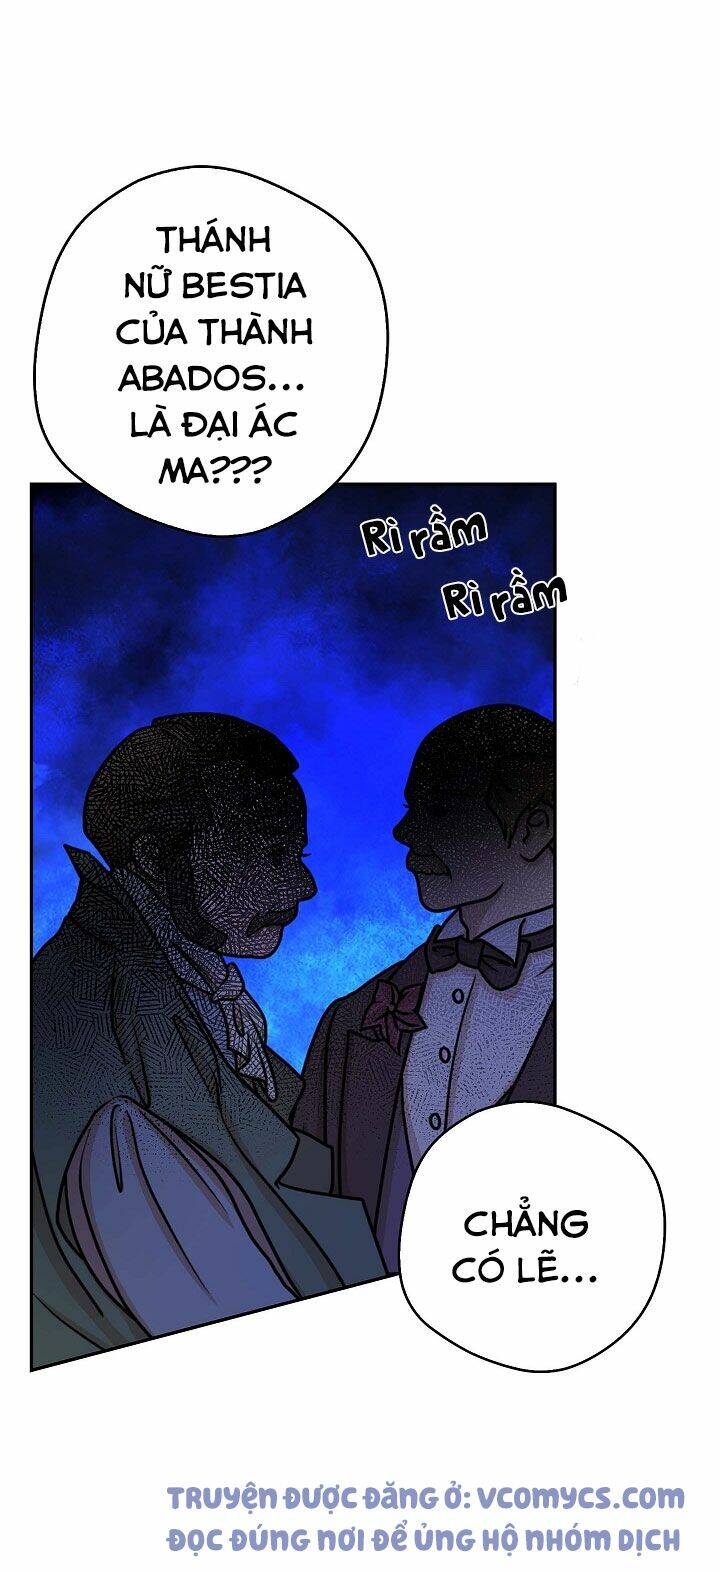 THÁNH
NỮ BESTIA
CỦA THÀNH
ABADOS...
LÀ ĐẠI ÁC
MA???
Rì rầm
Rì rầm
CHẲNG
CÓ LẼ...
TRUYỆN ĐƯỢC ĐĂNG Ở: VCOMYCS.COM
ĐỌC ĐÚNG NƠI ĐỂ ỦNG HỘ NHÓM DỊCH